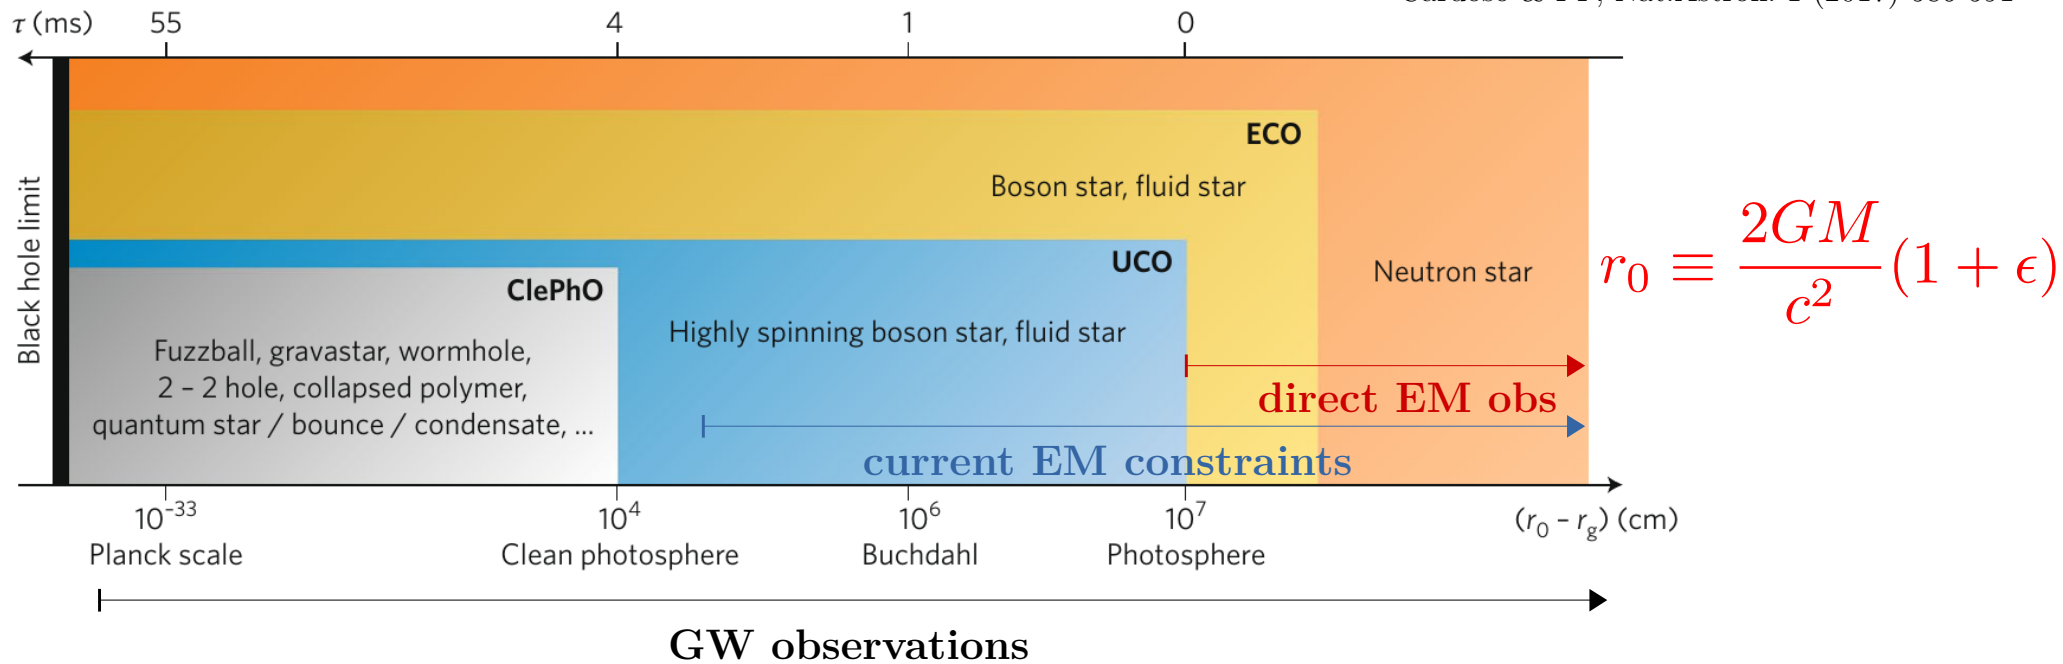 τ (ms) 55 4 1 0
Black hole limit
ECO
Boson star, fluid star
UCO
ClePhO
Neutron star
r₀ ≡ 2GM/c² (1 + ϵ)
Highly spinning boson star, fluid star
Fuzzball, gravastar, wormhole,
2 – 2 hole, collapsed polymer,
quantum star / bounce / condensate, ...
direct EM obs
current EM constraints
10⁻³³ 10⁴ 10⁶ 10⁷ (r₀ – r_g) (cm)
Planck scale Clean photosphere Buchdahl Photosphere
GW observations